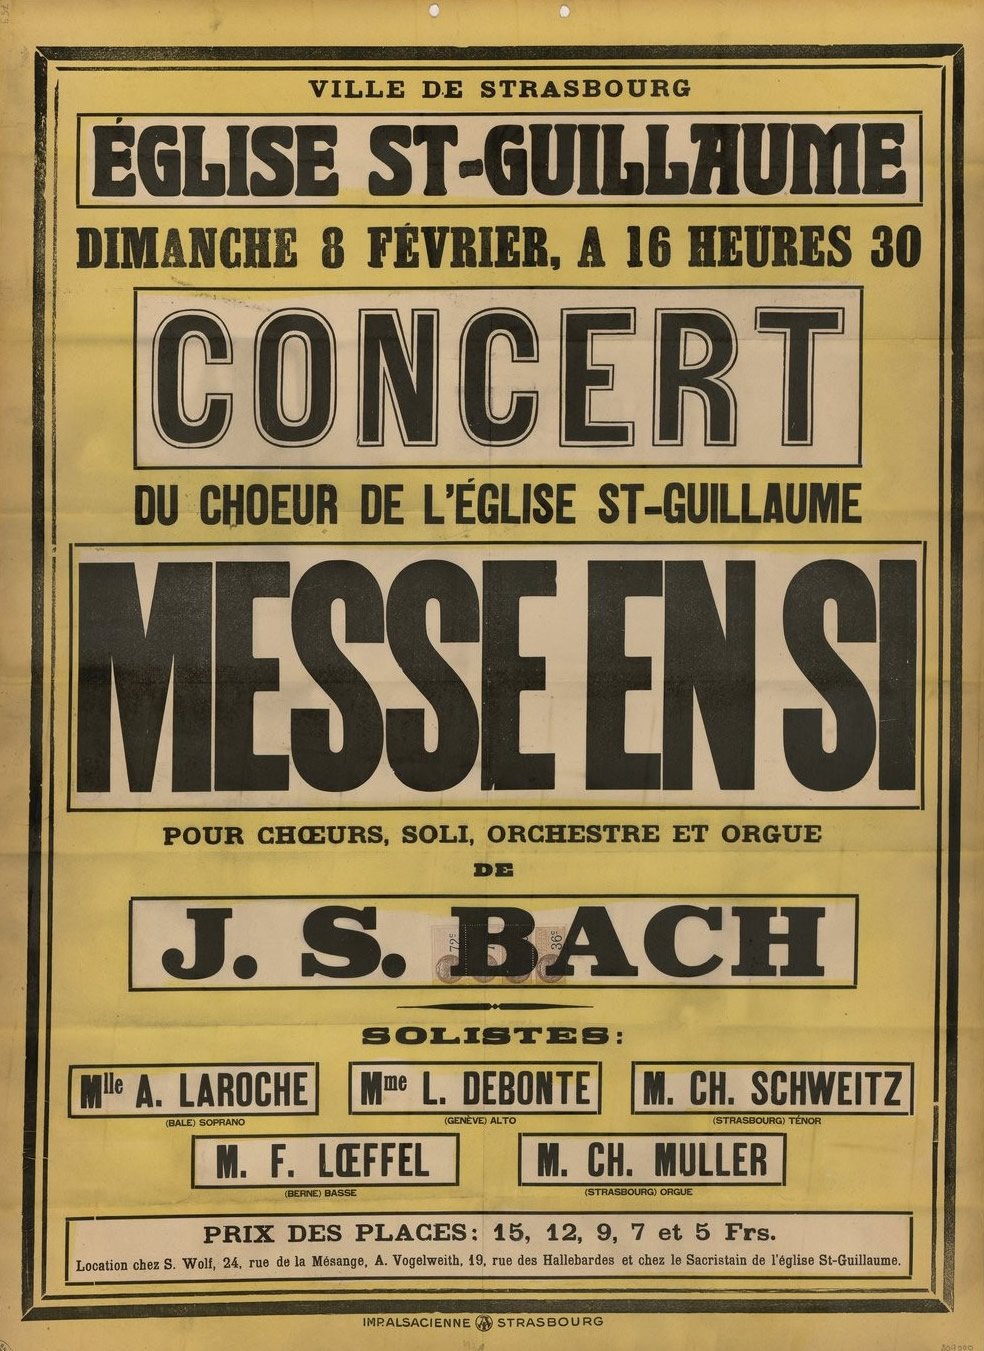 VILLE DE STRASBOURG
ÉGLISE ST-GUILLAUME
DIMANCHE 8 FÉVRIER, A 16 HEURES 30
CONCERT
DU CHOEUR DE L'ÉGLISE ST-GUILLAUME
MESSE EN SI
POUR CHŒURS, SOLI, ORCHESTRE ET ORGUE
DE
J. S. BACH
72c 36c
SOLISTES:
Mlle A. LAROCHE Mme L. DEBONTE M. CH. SCHWEITZ
(BALE) SOPRANO (GENÈVE) ALTO (STRASBOURG) TÉNOR
M. F. LŒFFEL M. CH. MULLER
(BERNE) BASSE (STRASBOURG) ORGUE
PRIX DES PLACES: 15, 12, 9, 7 et 5 Frs.
Location chez S. Wolf, 24, rue de la Mésange, A. Vogelweith, 19, rue des Hallebardes et chez le Sacristain de l'église St-Guillaume.
IMP. ALSACIENNE STRASBOURG